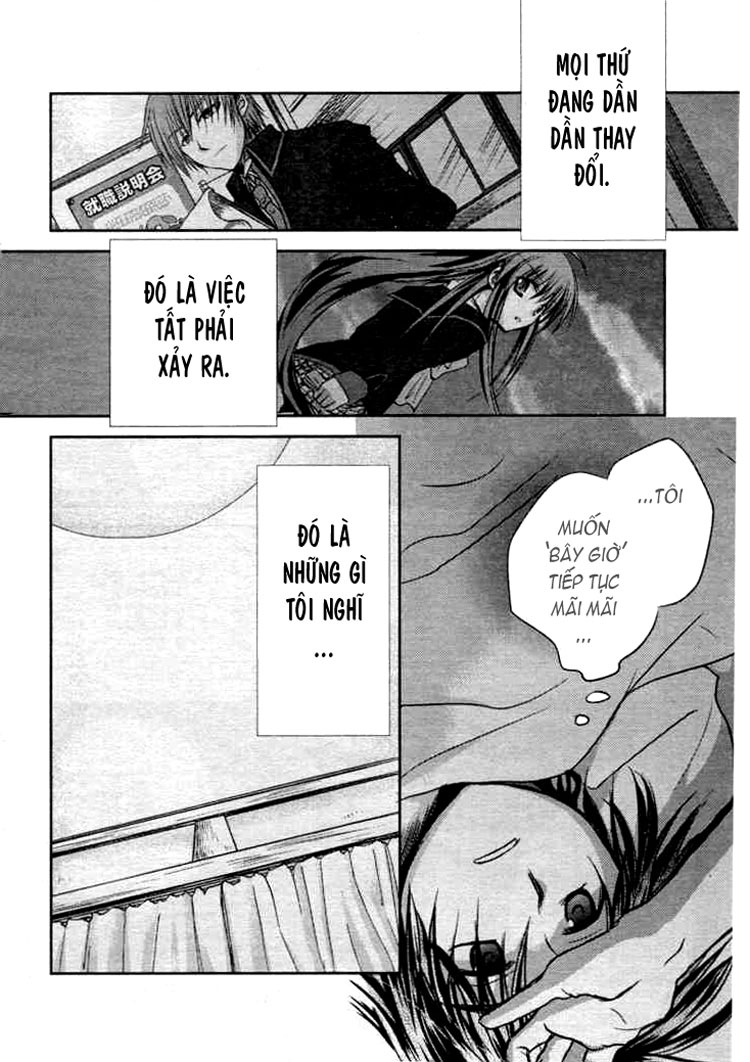 MỌI THỨ
ĐANG DẦN
DẦN THAY
ĐỔI.
就職説明会
ĐÓ LÀ VIỆC
TẤT PHẢI
XẢY RA.
...TÔI
MUỐN
'BÂY GIỜ'
TIẾP TỤC
MÃI MÃI
...
ĐÓ LÀ
NHỮNG GÌ
TÔI NGHĨ
...